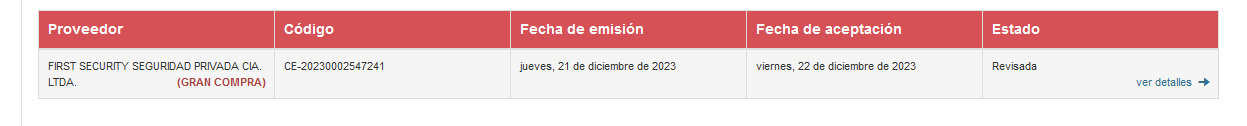 Proveedor Código Fecha de emisión Fecha de aceptación Estado
FIRST SECURITY SEGURIDAD PRIVADA CIA. CE-20230002547241 jueves, 21 de diciembre de 2023 viernes, 22 de diciembre de 2023 Revisada
LTDA. (GRAN COMPRA) ver detalles →